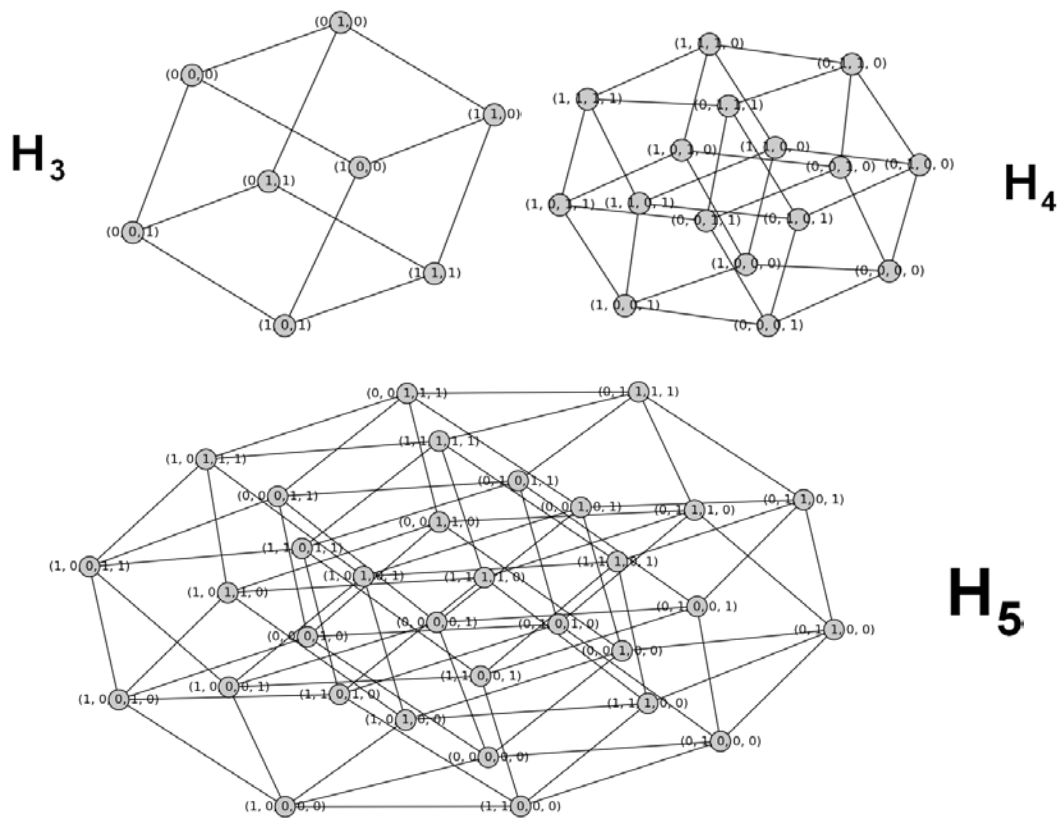 H₃
(0, 1, 0)
(0, 0, 0)
(1, 1, 0)
(1, 0, 0)
(0, 1, 1)
(0, 0, 1)
(1, 1, 1)
(1, 0, 1)
H₄
(1, 1, 1, 0)
(0, 1, 1, 0)
(1, 1, 1, 1)
(0, 1, 1, 1)
(1, 0, 1, 0)
(1, 1, 0, 0)
(0, 0, 1, 0)
(0, 1, 0, 0)
(1, 0, 1, 1)
(1, 1, 0, 1)
(0, 0, 1, 1)
(0, 1, 0, 1)
(1, 0, 0, 0)
(0, 0, 0, 0)
(1, 0, 0, 1)
(0, 0, 0, 1)
H₅
(0, 0, 1, 1, 1)
(0, 1, 1, 1, 1)
(1, 1, 1, 1, 1)
(1, 0, 1, 1, 1)
(0, 1, 0, 1, 1)
(0, 0, 0, 1, 1)
(0, 0, 1, 0, 1)
(0, 1, 1, 1, 0)
(0, 1, 1, 0, 1)
(0, 0, 1, 1, 0)
(1, 1, 0, 1, 1)
(1, 0, 0, 1, 1)
(1, 0, 1, 0, 1)
(1, 1, 1, 1, 0)
(1, 1, 1, 0, 1)
(1, 0, 1, 1, 0)
(0, 1, 0, 0, 1)
(0, 0, 0, 0, 1)
(0, 1, 0, 1, 0)
(0, 1, 1, 0, 0)
(0, 0, 0, 1, 0)
(0, 0, 1, 0, 0)
(1, 1, 0, 0, 1)
(1, 0, 0, 0, 1)
(1, 0, 0, 1, 0)
(1, 1, 0, 1, 0)
(1, 1, 1, 0, 0)
(1, 0, 1, 0, 0)
(0, 1, 0, 0, 0)
(0, 0, 0, 0, 0)
(1, 0, 0, 0, 0)
(1, 1, 0, 0, 0)